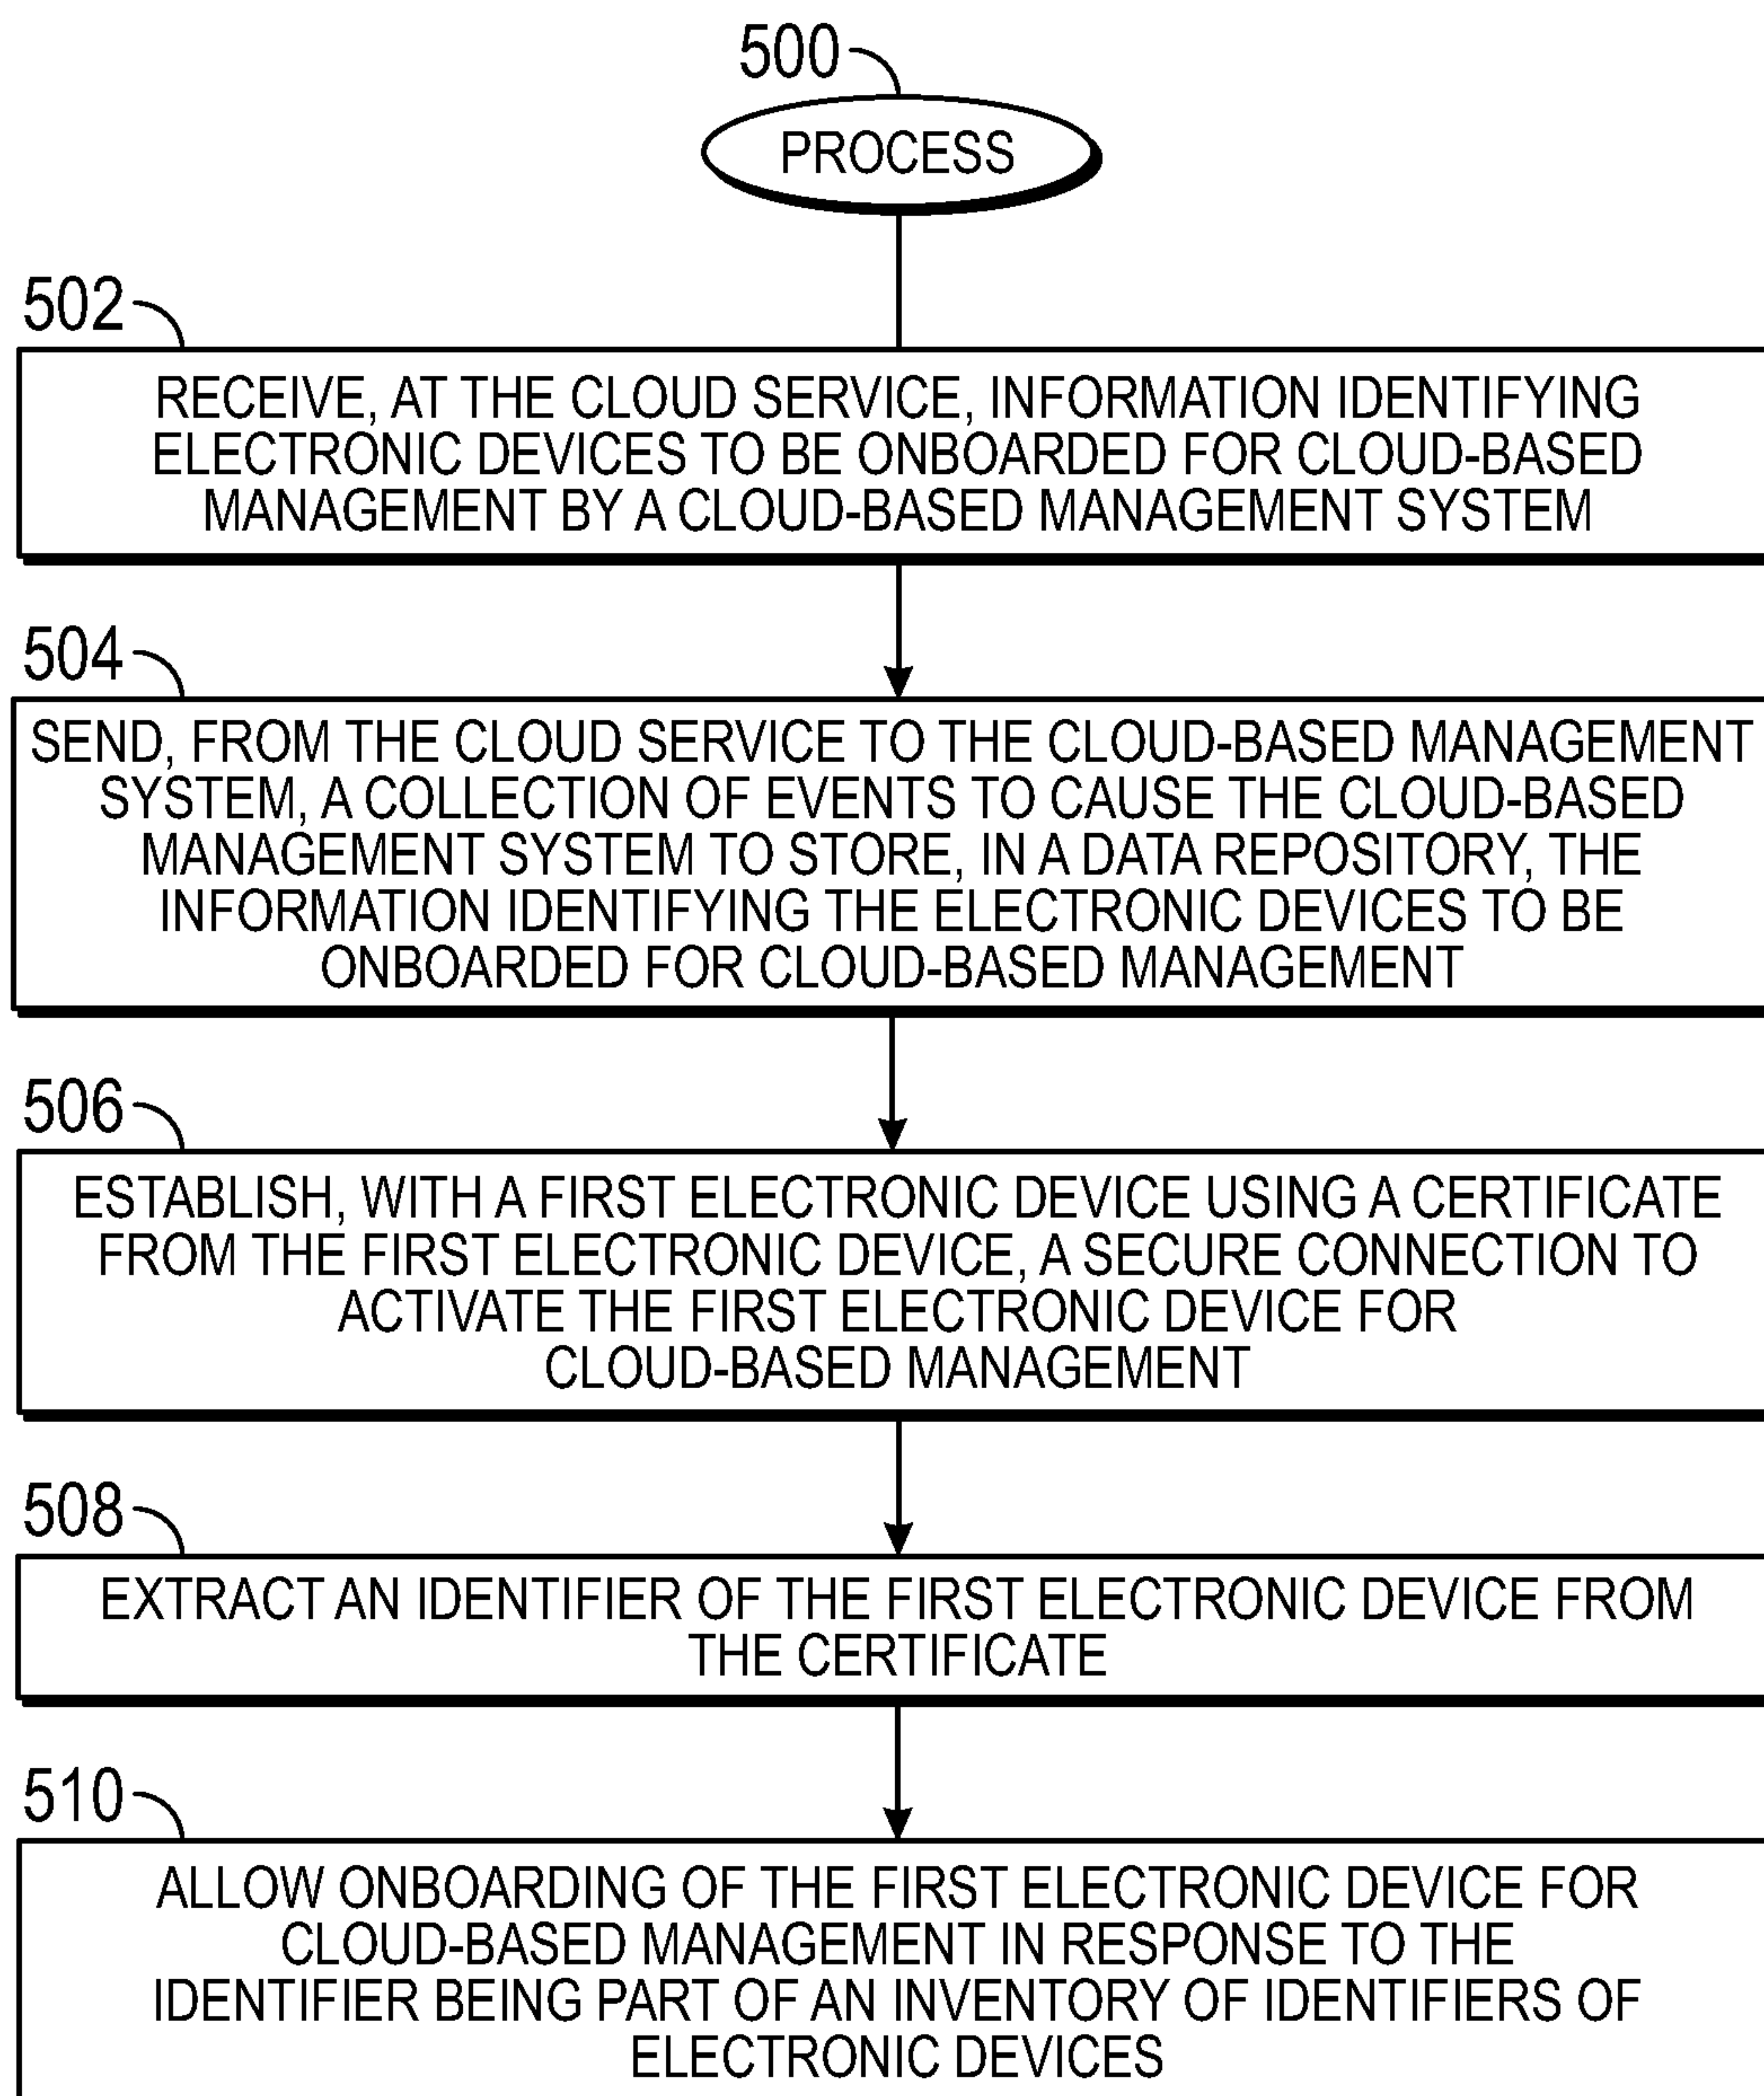 500
PROCESS
502
RECEIVE, AT THE CLOUD SERVICE, INFORMATION IDENTIFYING
ELECTRONIC DEVICES TO BE ONBOARDED FOR CLOUD-BASED
MANAGEMENT BY A CLOUD-BASED MANAGEMENT SYSTEM
504
SEND, FROM THE CLOUD SERVICE TO THE CLOUD-BASED MANAGEMENT
SYSTEM, A COLLECTION OF EVENTS TO CAUSE THE CLOUD-BASED
MANAGEMENT SYSTEM TO STORE, IN A DATA REPOSITORY, THE
INFORMATION IDENTIFYING THE ELECTRONIC DEVICES TO BE
ONBOARDED FOR CLOUD-BASED MANAGEMENT
506
ESTABLISH, WITH A FIRST ELECTRONIC DEVICE USING A CERTIFICATE
FROM THE FIRST ELECTRONIC DEVICE, A SECURE CONNECTION TO
ACTIVATE THE FIRST ELECTRONIC DEVICE FOR
CLOUD-BASED MANAGEMENT
508
EXTRACT AN IDENTIFIER OF THE FIRST ELECTRONIC DEVICE FROM
THE CERTIFICATE
510
ALLOW ONBOARDING OF THE FIRST ELECTRONIC DEVICE FOR
CLOUD-BASED MANAGEMENT IN RESPONSE TO THE
IDENTIFIER BEING PART OF AN INVENTORY OF IDENTIFIERS OF
ELECTRONIC DEVICES